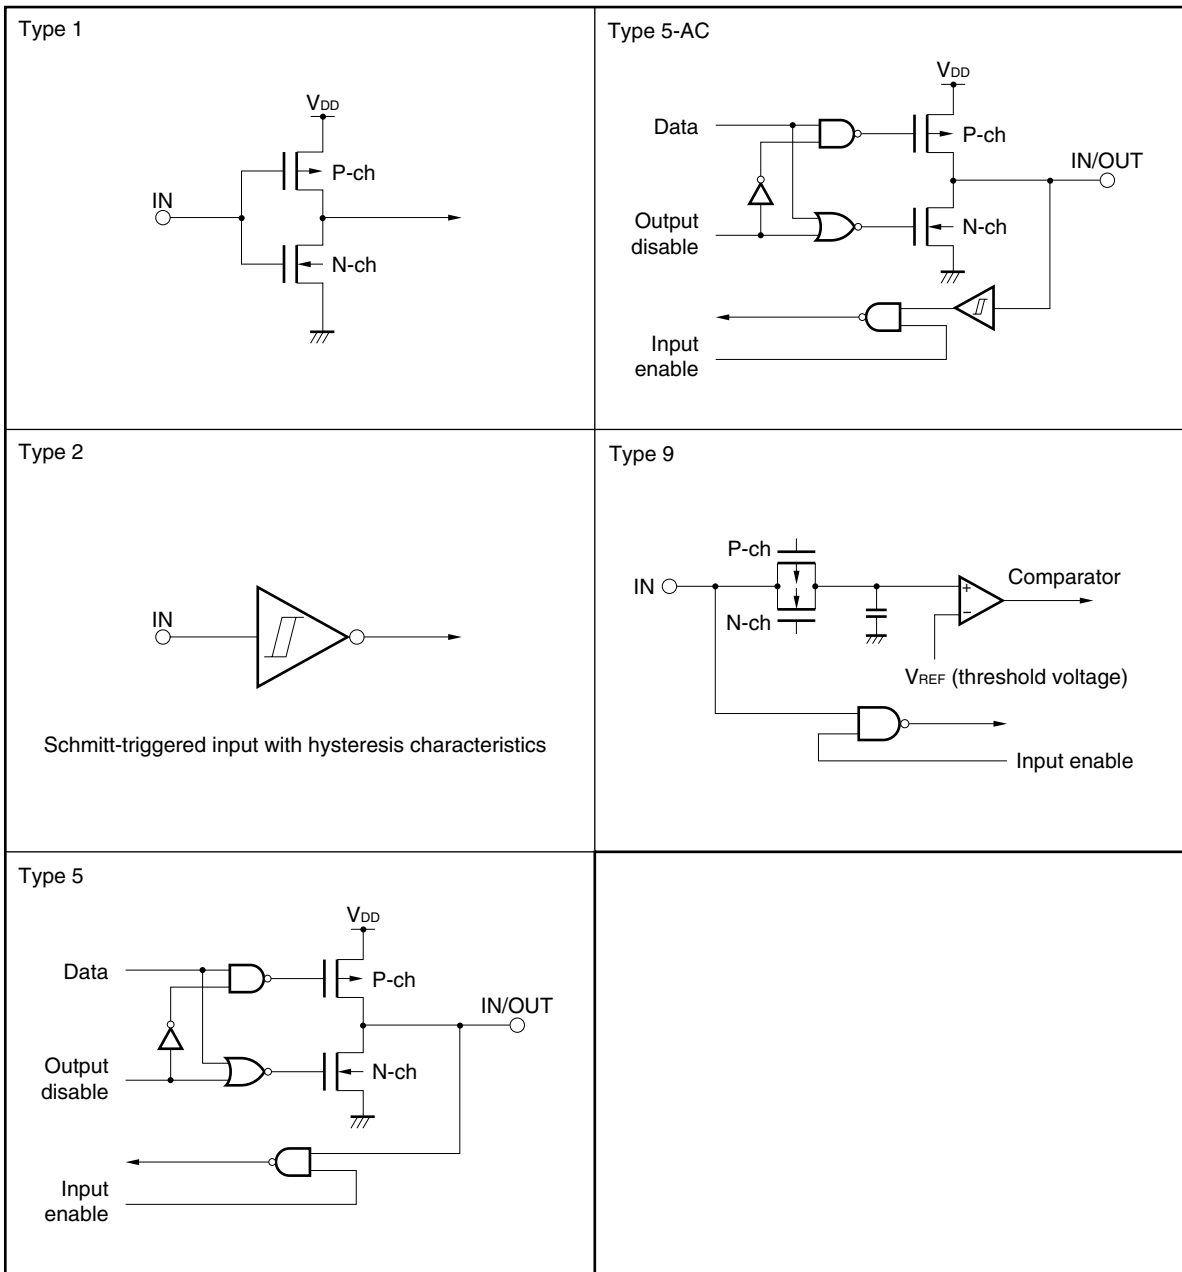 Type 1
VDD
P-ch
IN
N-ch
Type 5-AC
VDD
Data
P-ch
IN/OUT
Output
disable
N-ch
Input
enable
Type 2
IN
Schmitt-triggered input with hysteresis characteristics
Type 9
P-ch
IN
Comparator
+
−
N-ch
VREF (threshold voltage)
Input enable
Type 5
VDD
Data
P-ch
IN/OUT
Output
disable
N-ch
Input
enable